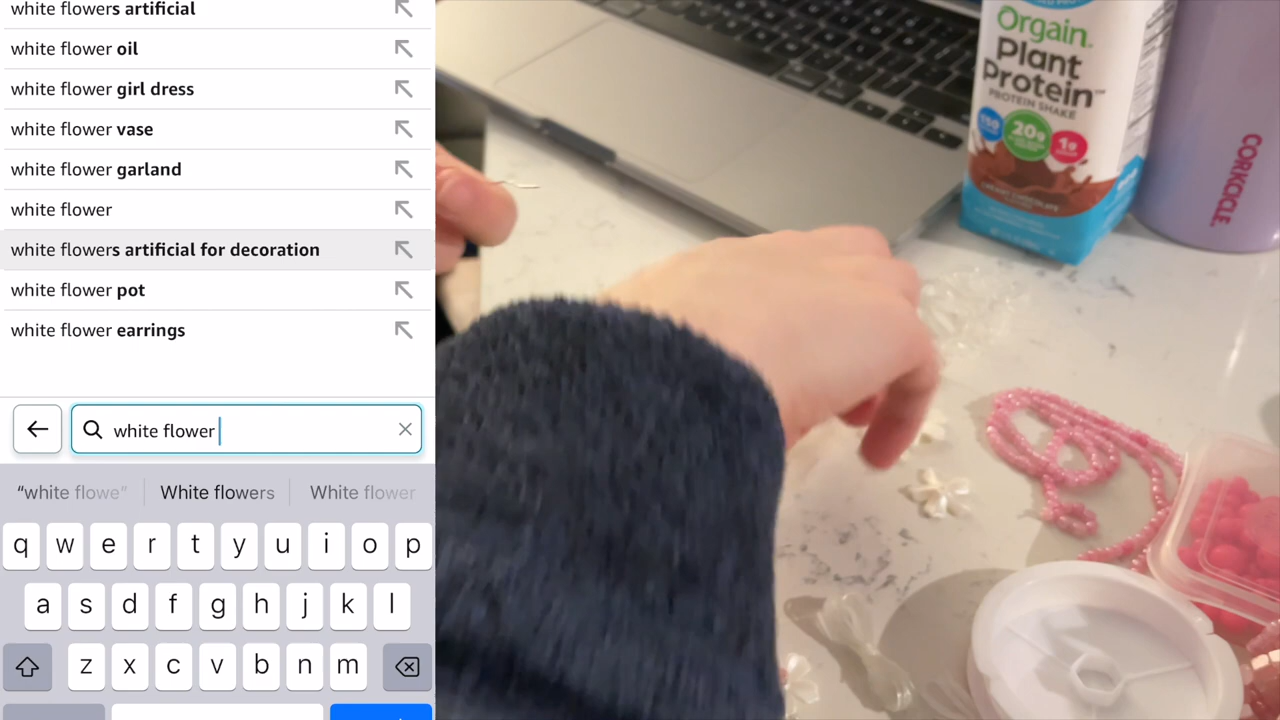 white flowers artificial
white flower oil
white flower girl dress
white flower vase
white flower garland
white flower
white flowers artificial for decoration
white flower pot
white flower earrings
white flower
“white flowe” White flowers White flower
q w e r t y u i o p
a s d f g h j k l
z x c v b n m
Orgain.
Plant
Protein™
PROTEIN SHAKE
150
20g
1g
CORKCICLE.